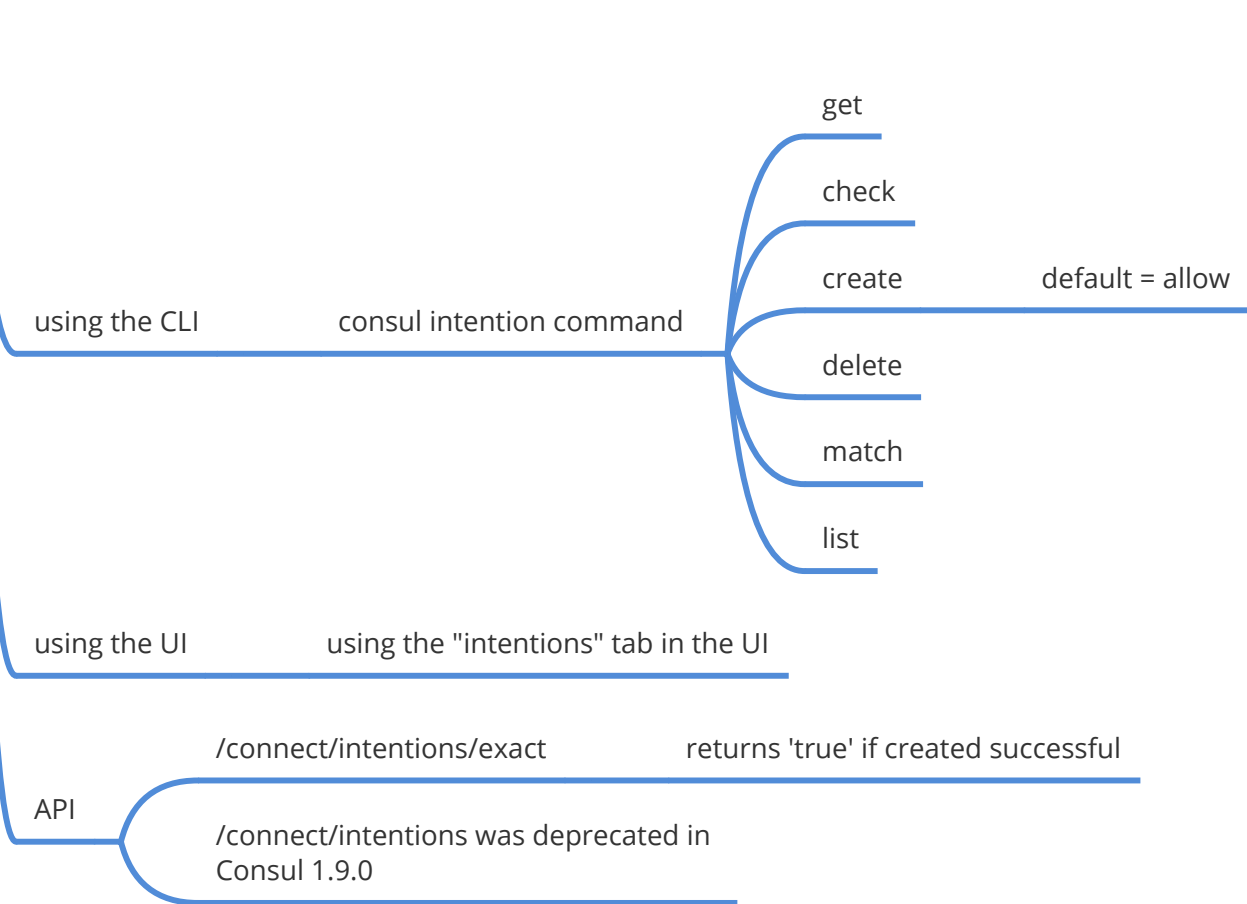 get
check
create
default = allow
using the CLI
consul intention command
delete
match
list
using the UI
using the "intentions" tab in the UI
/connect/intentions/exact
returns 'true' if created successful
API
/connect/intentions was deprecated in
Consul 1.9.0